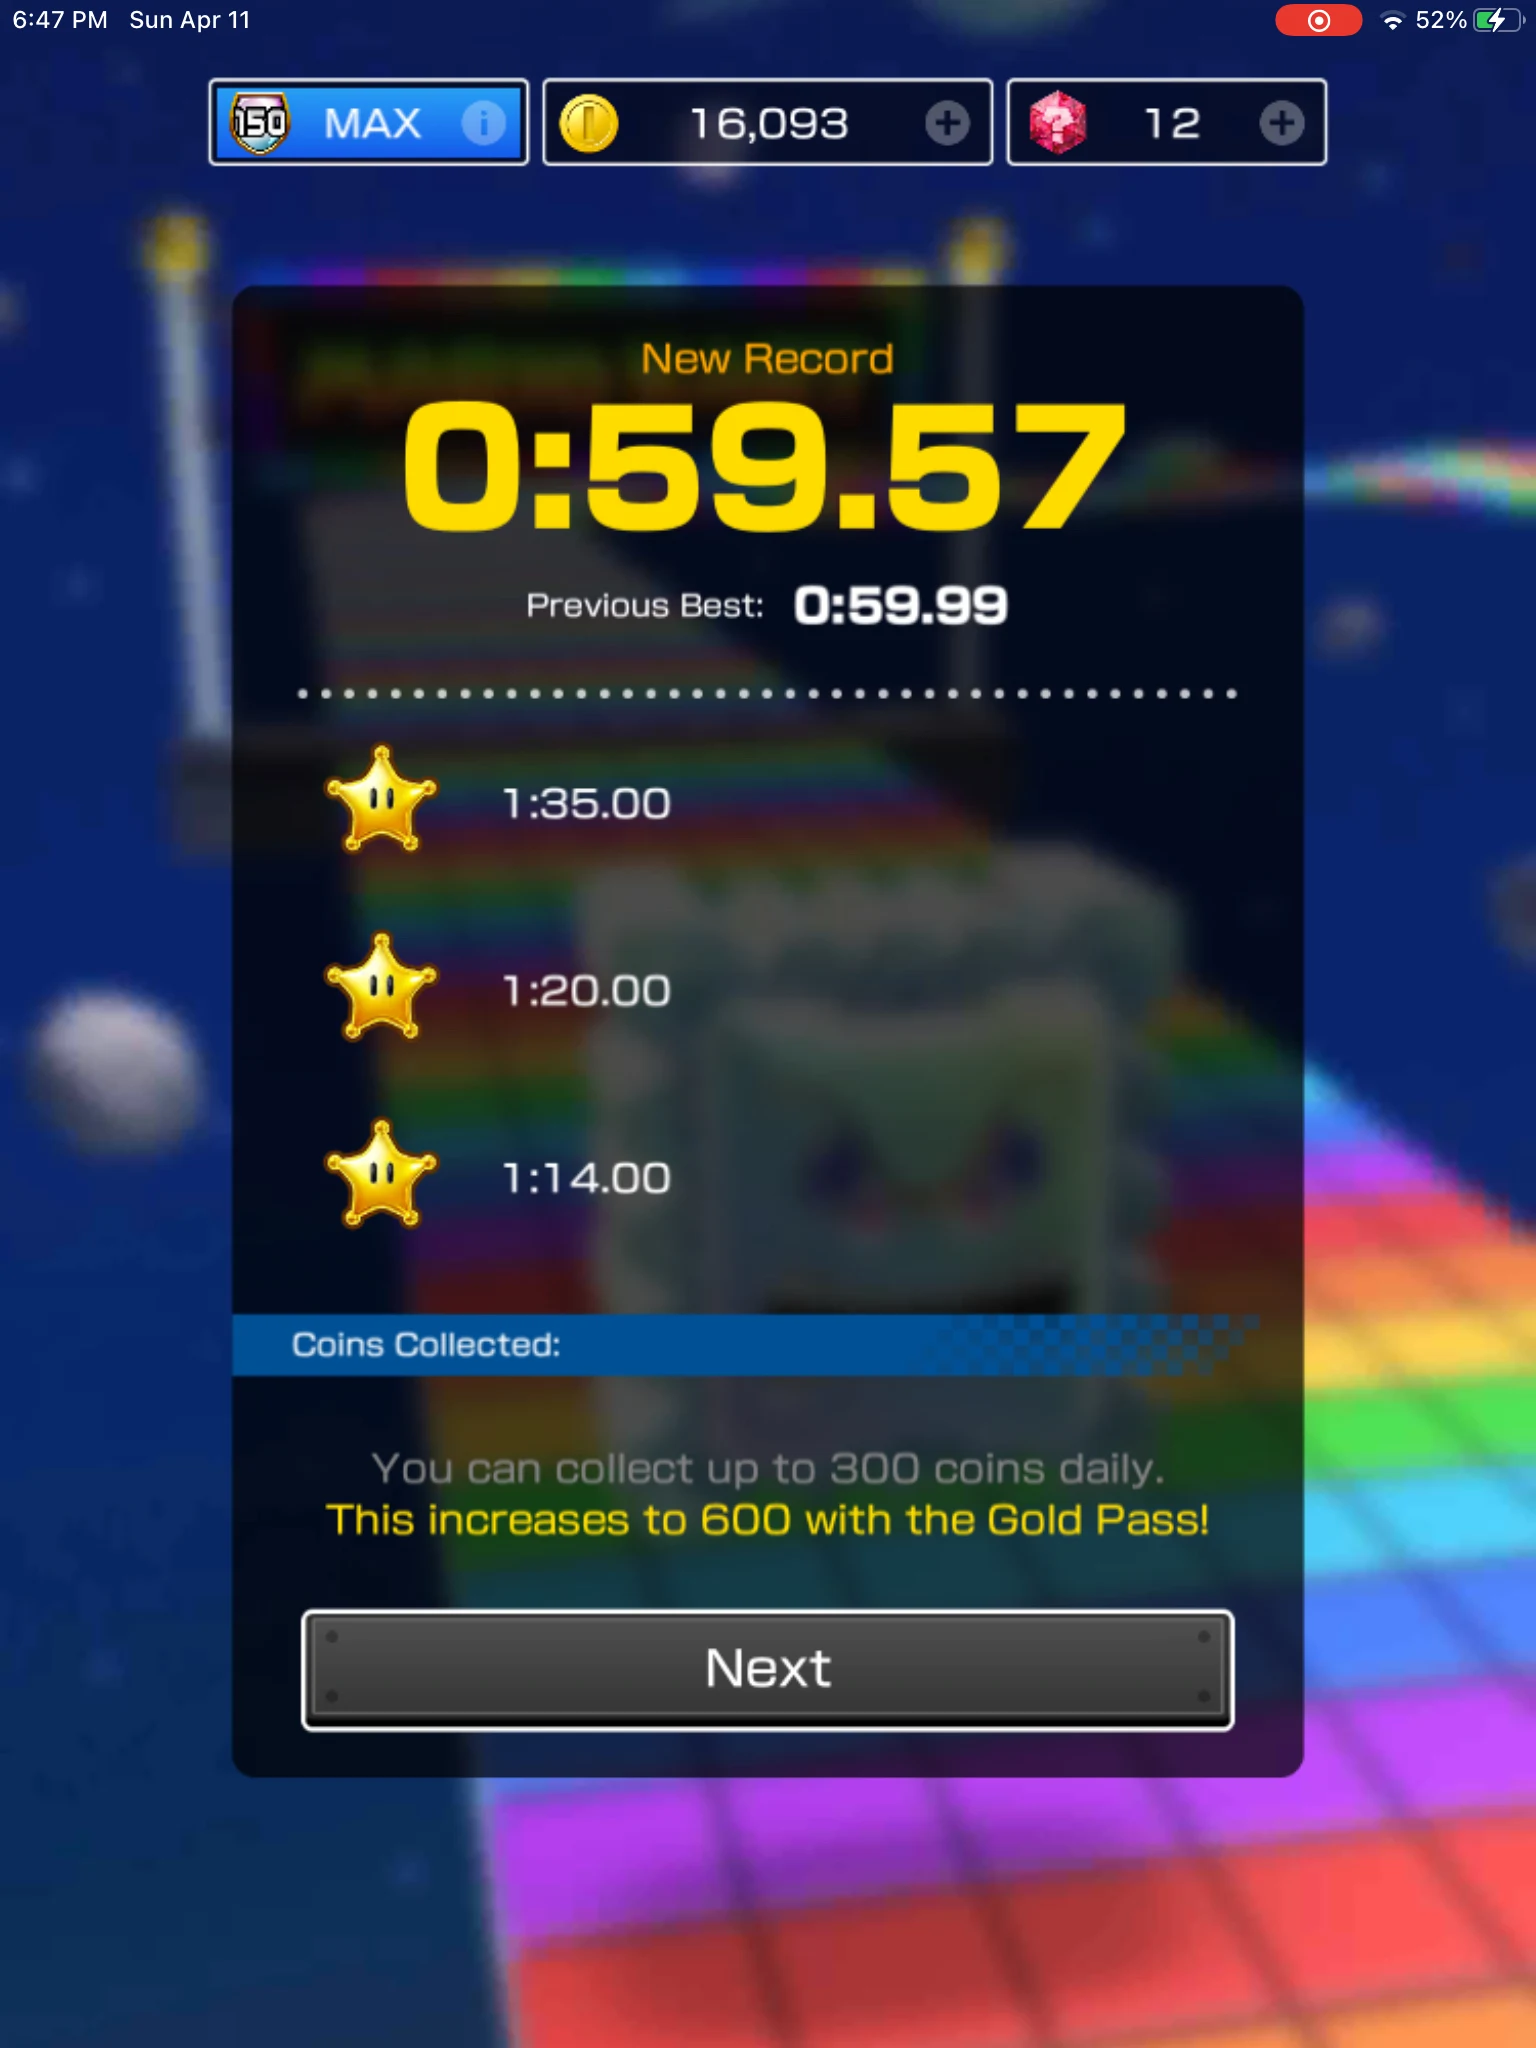 6:47 PM Sun Apr 11 52%
150 MAX i 16,093 + 12 +
New Record
0:59.57
Previous Best: 0:59.99
1:35.00
1:20.00
1:14.00
Coins Collected:
You can collect up to 300 coins daily.
This increases to 600 with the Gold Pass!
Next